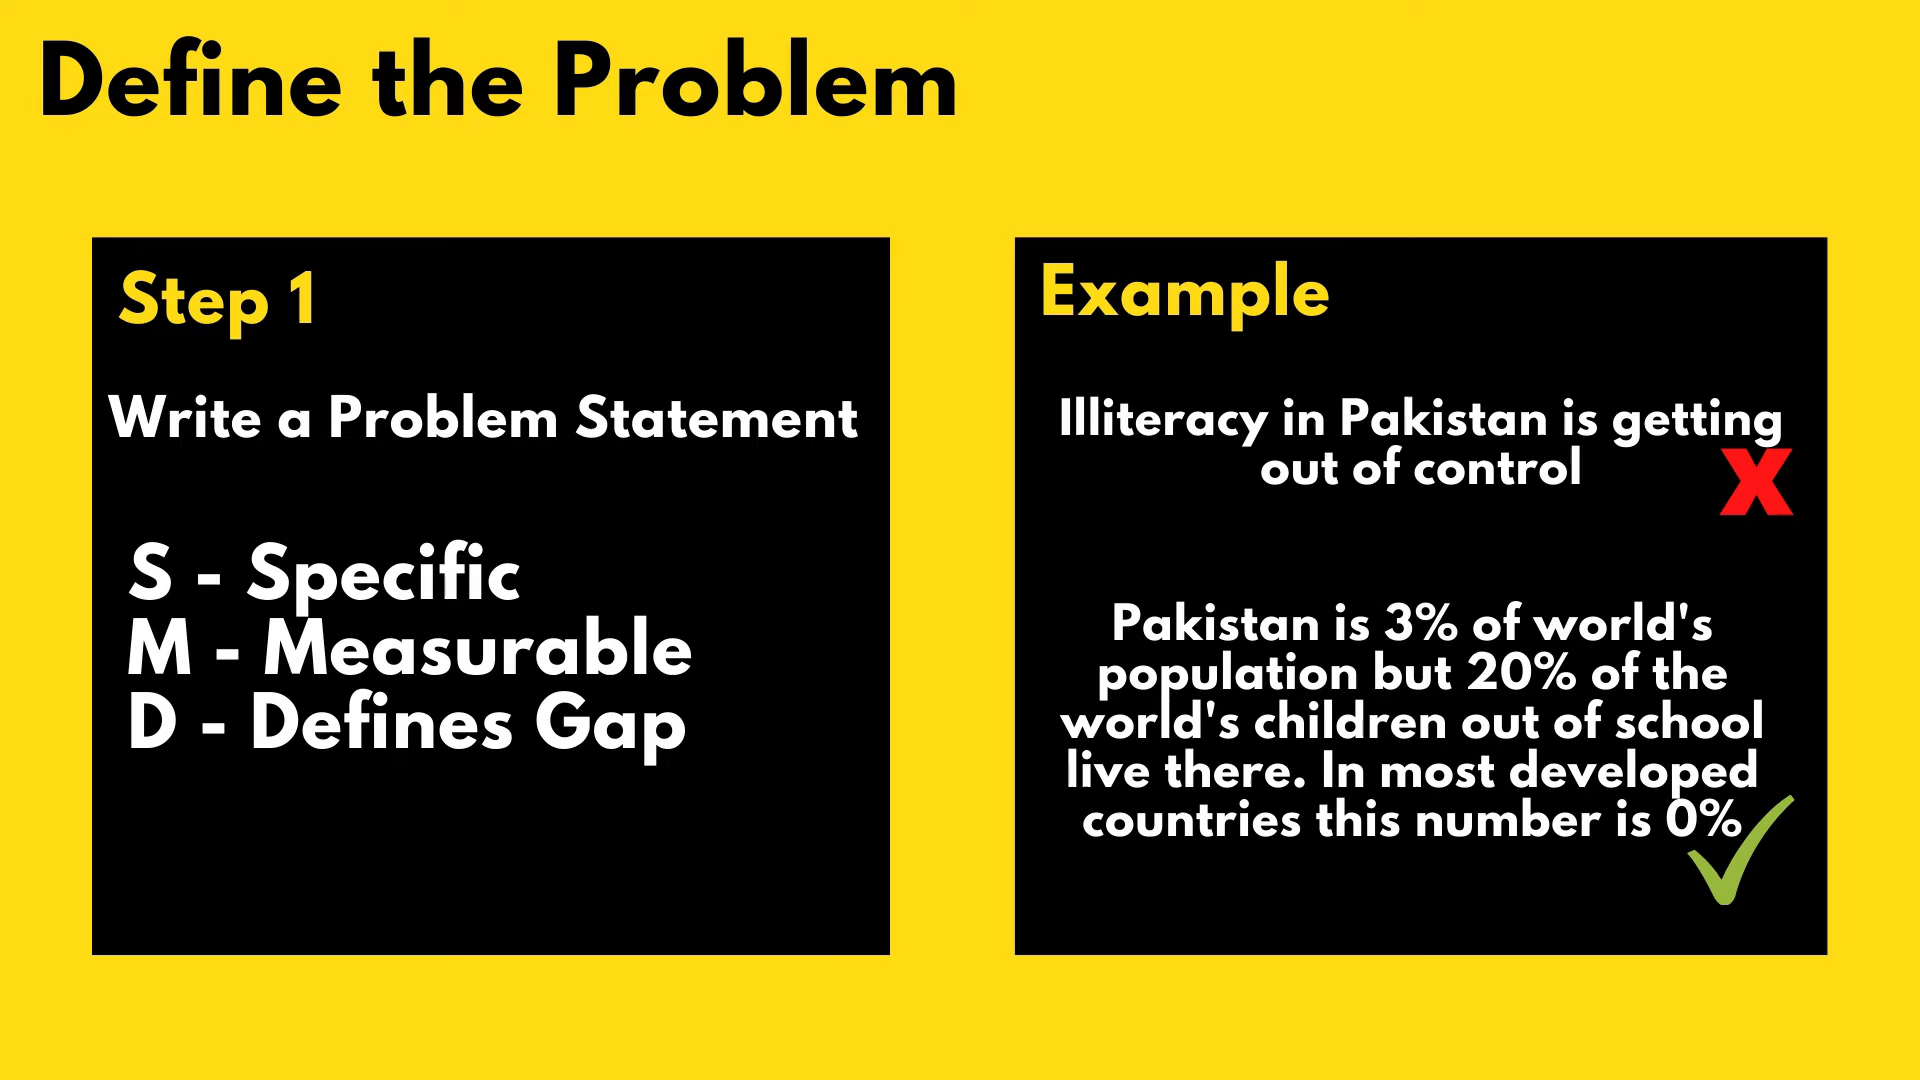 Define the Problem
Step 1
Write a Problem Statement
S - Specific
M - Measurable
D - Defines Gap
Example
Illiteracy in Pakistan is getting
out of control
X
Pakistan is 3% of world's
population but 20% of the
world's children out of school
live there. In most developed
countries this number is 0%